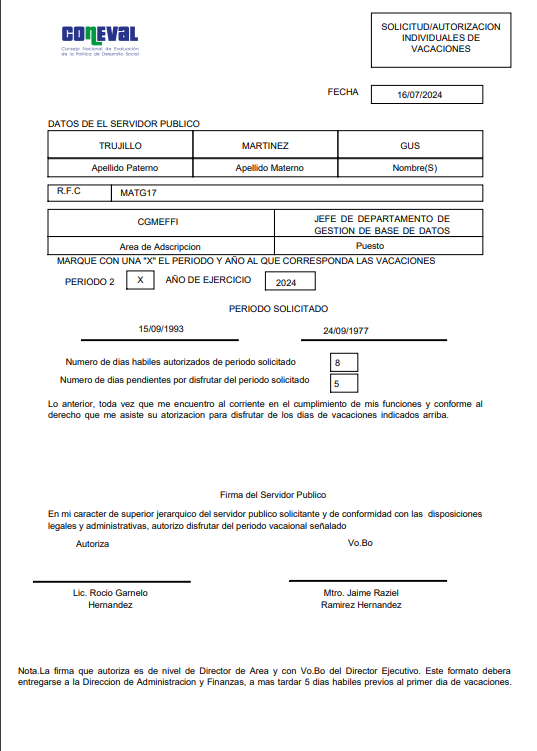 CONEVAL
Consejo Nacional de Evaluación
de la Política de Desarrollo Social
SOLICITUD/AUTORIZACION
INDIVIDUALES DE
VACACIONES
FECHA
16/07/2024
DATOS DE EL SERVIDOR PUBLICO
TRUJILLO MARTINEZ GUS
Apellido Paterno Apellido Materno Nombre(S)
R.F.C MATG17
CGMEFFI
JEFE DE DEPARTAMENTO DE
GESTION DE BASE DE DATOS
Area de Adscripcion Puesto
MARQUE CON UNA "X" EL PERIODO Y AÑO AL QUE CORRESPONDA LAS VACACIONES
PERIODO 2 X AÑO DE EJERCICIO 2024
PERIODO SOLICITADO
15/09/1993 24/09/1977
Numero de dias habiles autorizados de periodo solicitado 8
Numero de dias pendientes por disfrutar del periodo solicitado 5
Lo anterior, toda vez que me encuentro al corriente en el cumplimiento de mis funciones y conforme al
derecho que me asiste su atorizacion para disfrutar de los dias de vacaciones indicados arriba.
Firma del Servidor Publico
En mi caracter de superior jerarquico del servidor publico solicitante y de conformidad con las disposiciones
legales y administrativas, autorizo disfrutar del periodo vacaional señalado
Autoriza Vo.Bo
Lic. Rocio Garnelo
Hernandez
Mtro. Jaime Raziel
Ramirez Hernandez
Nota.La firma que autoriza es de nivel de Director de Area y con Vo.Bo del Director Ejecutivo. Este formato debera
entregarse a la Direccion de Administracion y Finanzas, a mas tardar 5 dias habiles previos al primer dia de vacaciones.